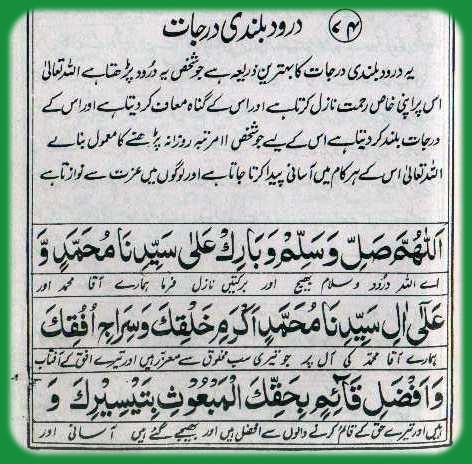 ۷۴ درود بلندی درجات
یہ درود بلندی درجات کا بہترین ذریعہ ہے جو شخص یہ دُرود پڑھتا ہے اللہ تعالیٰ
اس پر اپنی خاص رحمت نازل کرتا ہے اور اس کے گناہ معاف کر دیتا ہے اور اس کے
درجات بلند کر دیتا ہے اس کے لیے جو شخص ۱۱ مرتبہ روزانہ پڑھنے کا معمول بنا لے
اللہ تعالیٰ اس کے ہر کام میں آسانی پیدا کرتا جاتا ہے اور لوگوں میں عزت سے نوازتا ہے
اَللّٰهُمَّ صَلِّ وَسَلِّمْ وَبَارِكْ عَلٰى سَيِّدِنَا مُحَمَّدٍ وَّ
اے اللہ درُود و سلام بھیج اور برکتیں نازل فرما ہمارے آقا محمد اور
عَلٰٓى اٰلِ سَيِّدِنَا مُحَمَّدٍ اَكْرَمِ خَلْقِكَ وَسِرَاجِ اُفُقِكَ
ہمارے آقا محمد کی آل پر جو تیری سب مخلوق سے معزز ہیں اور تیرے افق کے آفتاب
وَاَفْضَلِ قَآئِمٍ بِحَقِّكَ الْمَبْعُوْثِ بِتَيْسِيْرِكَ وَ
ہیں اور تیرے حق کے قائم کرنے والوں سے افضل ہیں اور بھیجے گئے ہیں آسانی اور